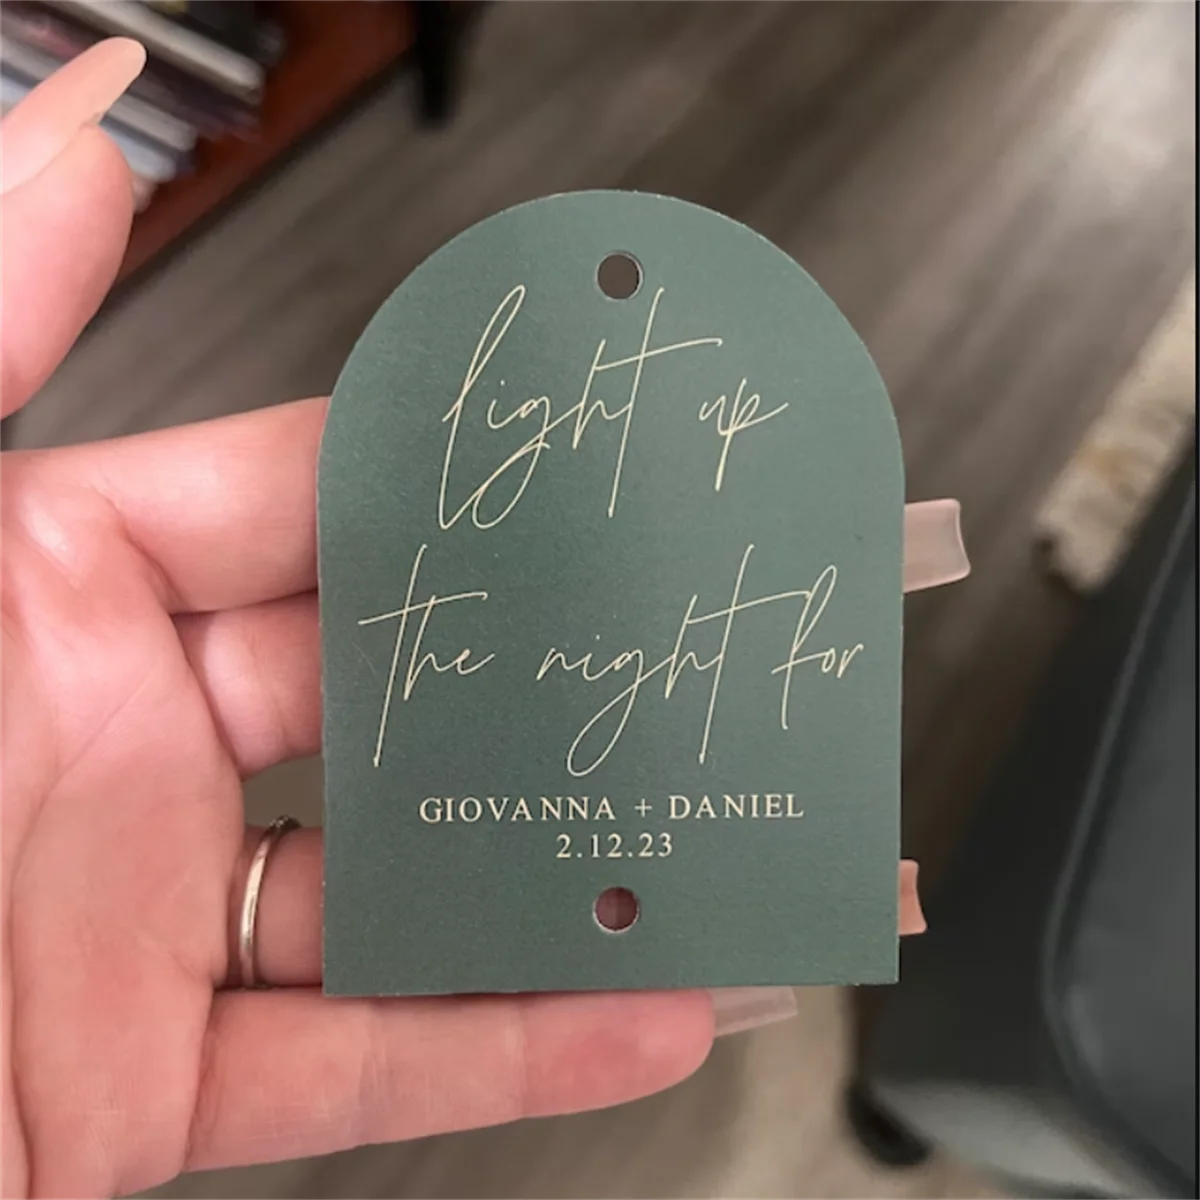 light up
the night for
GIOVANNA + DANIEL
2.12.23